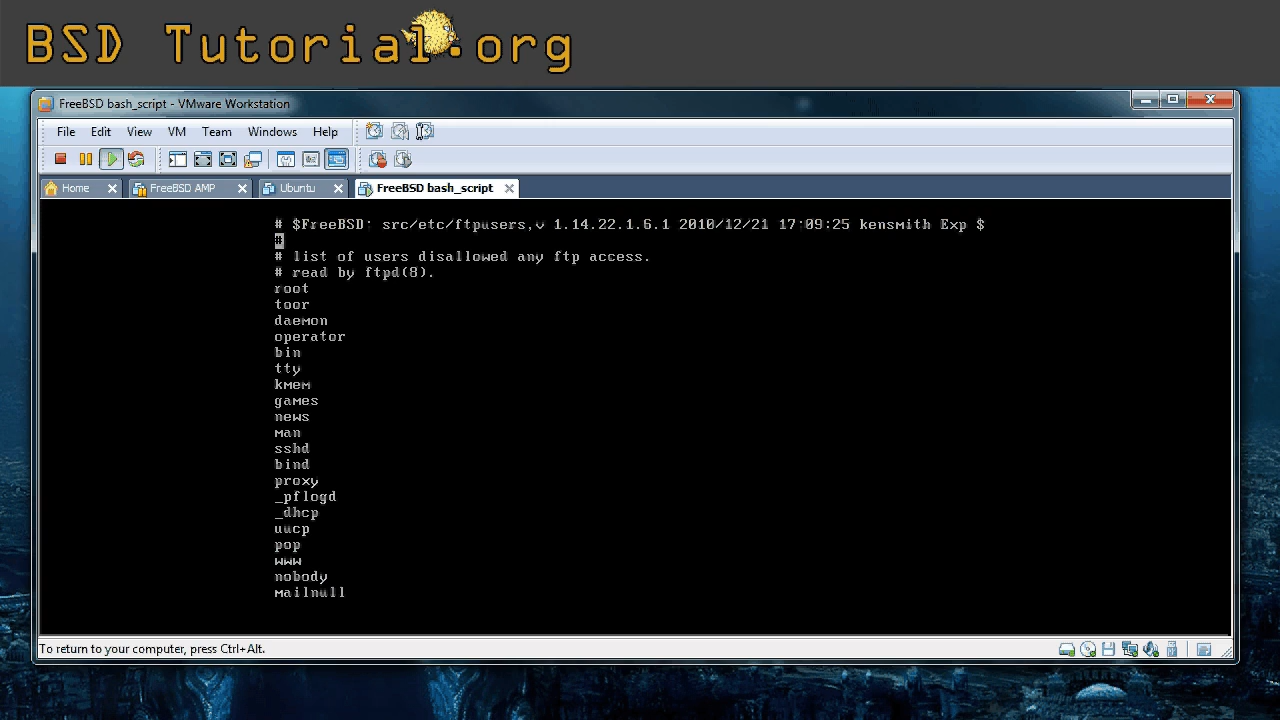 BSD Tutorial.org
FreeBSD bash_script - VMware Workstation
File Edit View VM Team Windows Help
Home FreeBSD AMP Ubuntu FreeBSD bash_script
# $FreeBSD: src/etc/ftpusers,v 1.14.22.1.6.1 2010/12/21 17:09:25 kensmith Exp $
#
# list of users disallowed any ftp access.
# read by ftpd(8).
root
toor
daemon
operator
bin
tty
kmem
games
news
man
sshd
bind
proxy
_pflogd
_dhcp
uucp
pop
www
nobody
mailnull
To return to your computer, press Ctrl+Alt.